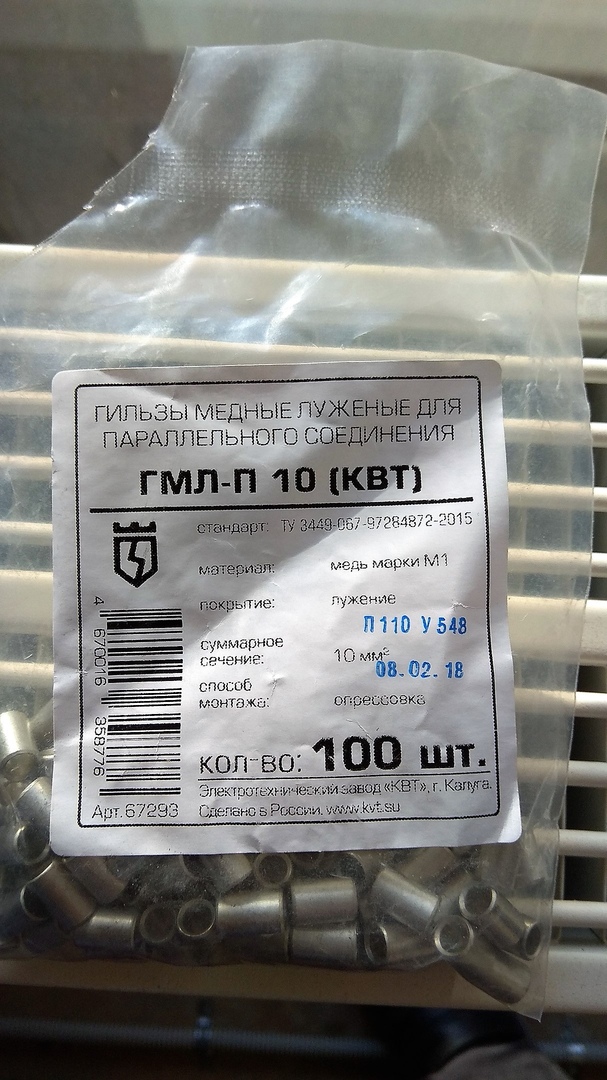 ГИЛЬЗЫ МЕДНЫЕ ЛУЖЕНЫЕ ДЛЯ
ПАРАЛЛЕЛЬНОГО СОЕДИНЕНИЯ
ГМЛ-П 10 (КВТ)
стандарт: ТУ 3449-067-97284872-2015
материал: медь марки М1
покрытие: лужение
П110 У548
суммарное
сечение: 10 мм²
08.02.18
способ
монтажа: опрессовка
КОЛ-ВО: 100 шт.
Электротехнический завод «КВТ», г. Калуга.
Сделано в России. www.kvt.su
4 670016 358776
Арт.67293